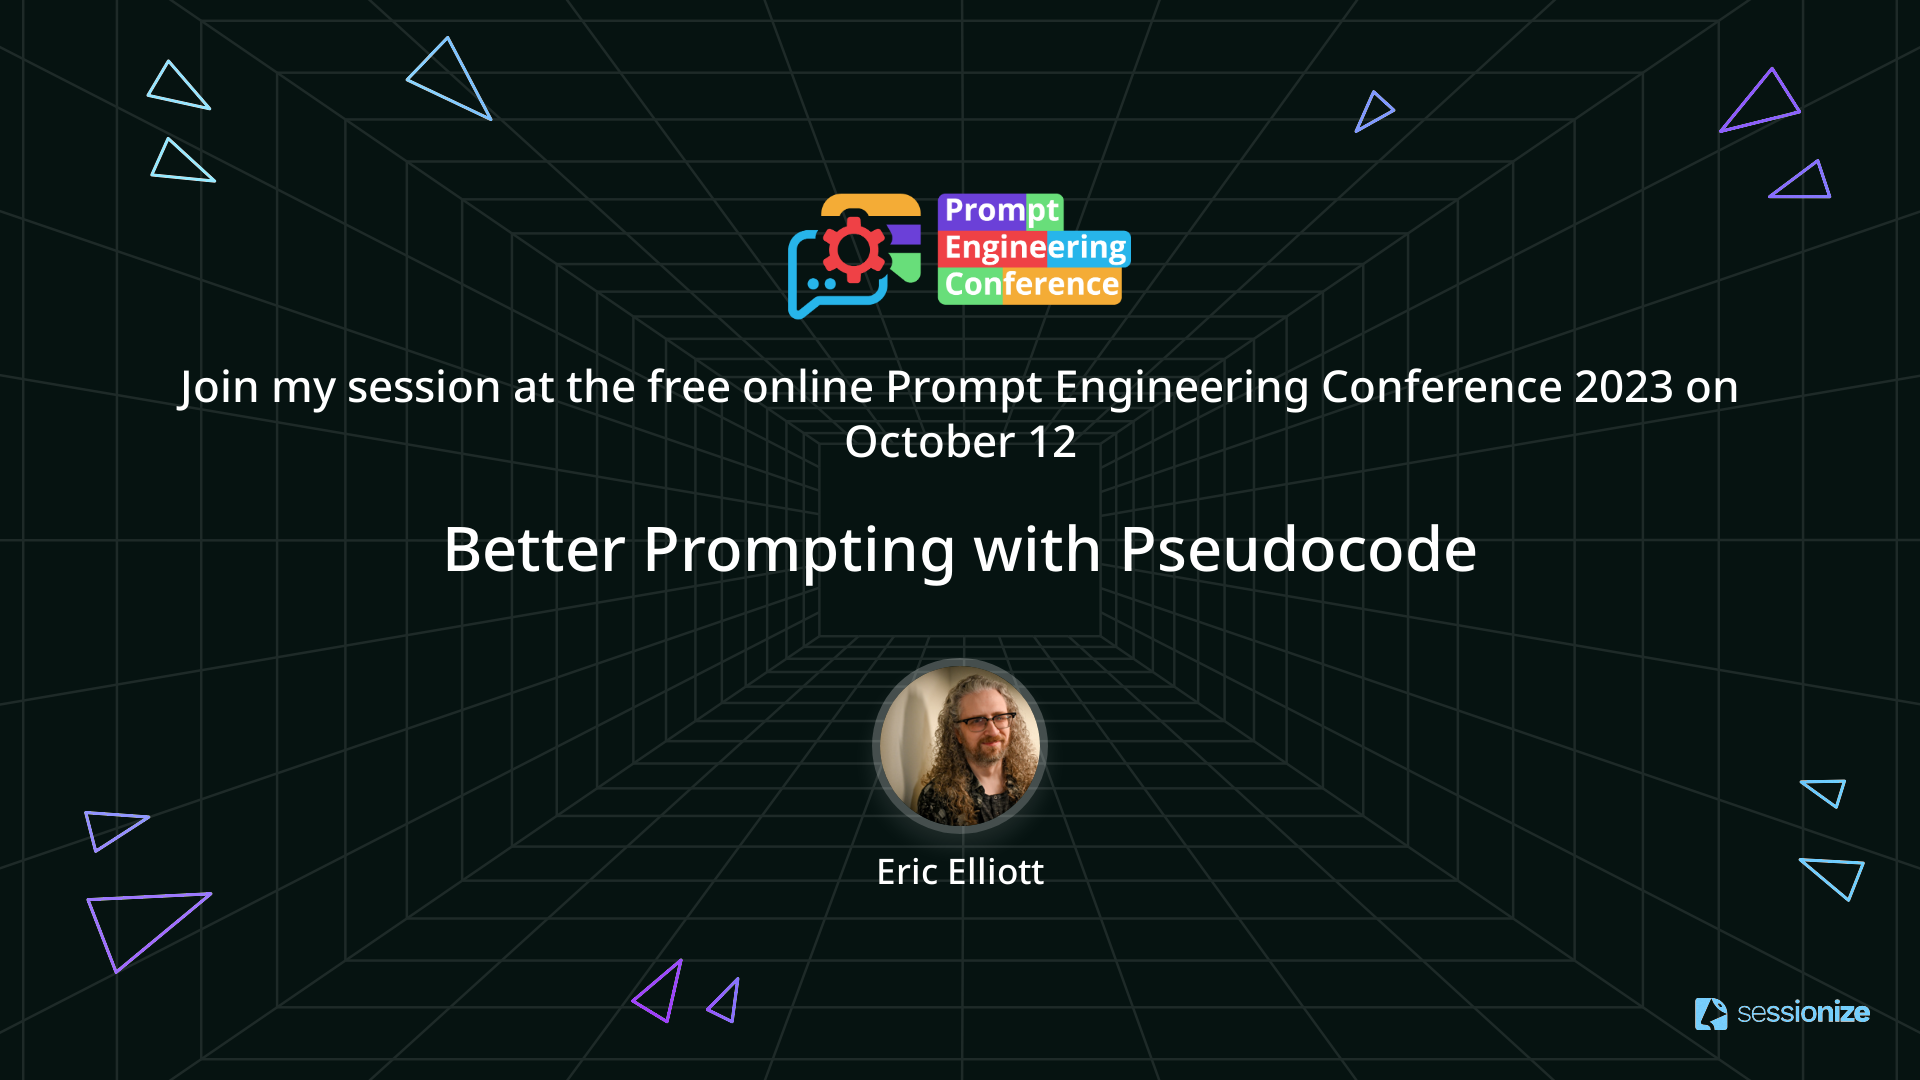 Prompt
Engineering
Conference
Join my session at the free online Prompt Engineering Conference 2023 on
October 12
Better Prompting with Pseudocode
Eric Elliott
sessionize